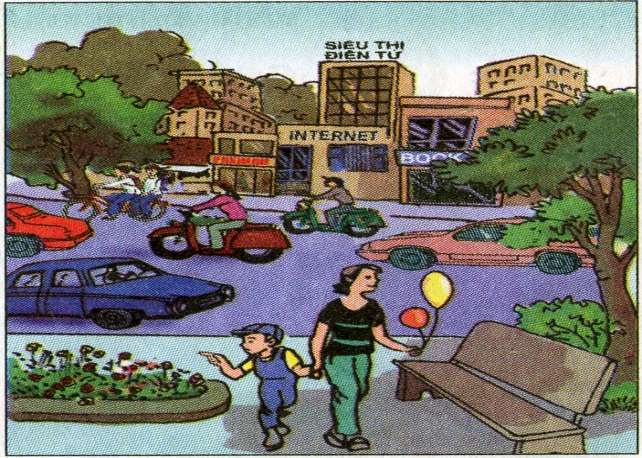 SIÊU THỊ
ĐIỆN TỬ
INTERNET
BOOK